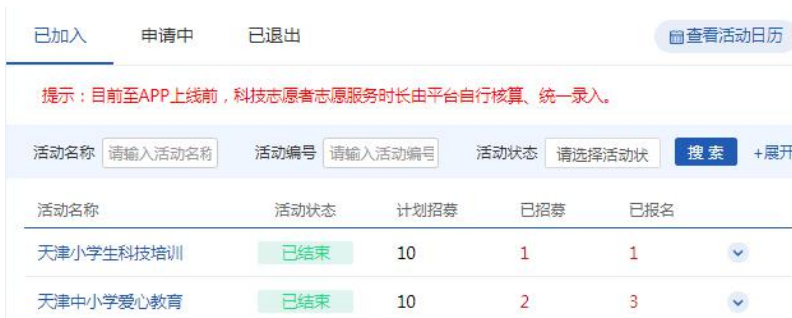 已加入 申请中 已退出 查看活动日历
提示：目前至APP上线前，科技志愿者志愿服务时长由平台自行核算、统一录入。
活动名称 请输入活动名称 活动编号 请输入活动编号 活动状态 请选择活动状 搜索 +展开
活动名称 活动状态 计划招募 已招募 已报名
天津小学生科技培训 已结束 10 1 1
天津中小学爱心教育 已结束 10 2 3